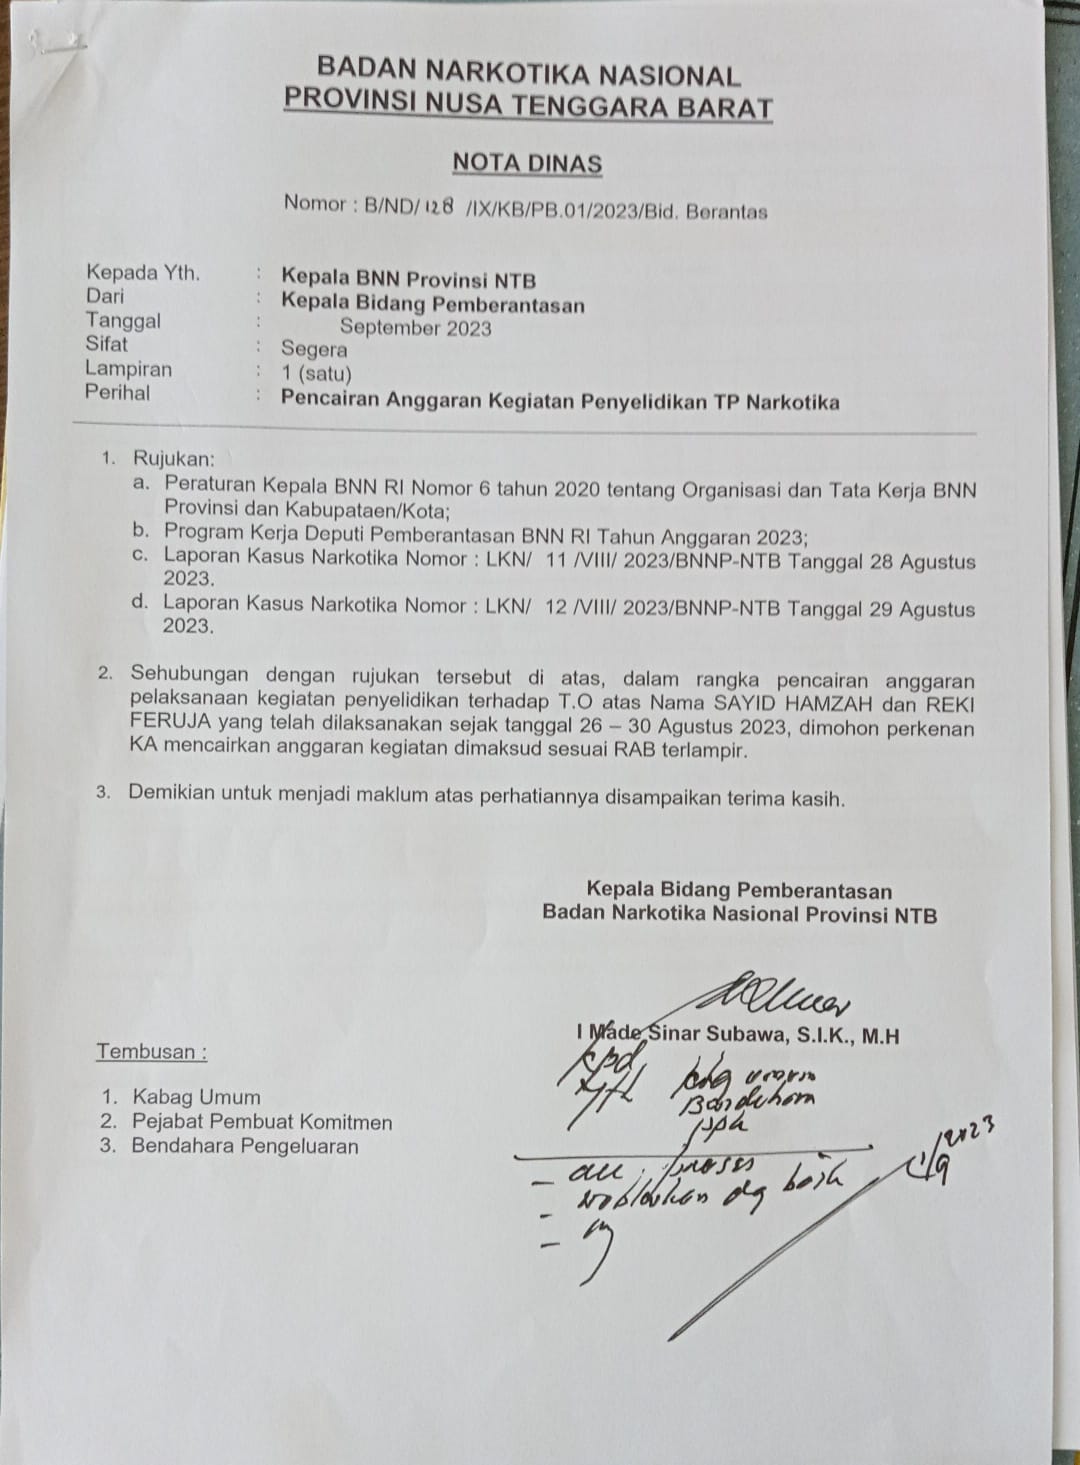 BADAN NARKOTIKA NASIONAL
PROVINSI NUSA TENGGARA BARAT
NOTA DINAS
Nomor : B/ND/ 128 /IX/KB/PB.01/2023/Bid. Berantas
Kepada Yth. : Kepala BNN Provinsi NTB
Dari : Kepala Bidang Pemberantasan
Tanggal : September 2023
Sifat : Segera
Lampiran : 1 (satu)
Perihal : Pencairan Anggaran Kegiatan Penyelidikan TP Narkotika
1. Rujukan:
a. Peraturan Kepala BNN RI Nomor 6 tahun 2020 tentang Organisasi dan Tata Kerja BNN
Provinsi dan Kabupataen/Kota;
b. Program Kerja Deputi Pemberantasan BNN RI Tahun Anggaran 2023;
c. Laporan Kasus Narkotika Nomor : LKN/ 11 /VIII/ 2023/BNNP-NTB Tanggal 28 Agustus
2023.
d. Laporan Kasus Narkotika Nomor : LKN/ 12 /VIII/ 2023/BNNP-NTB Tanggal 29 Agustus
2023.
2. Sehubungan dengan rujukan tersebut di atas, dalam rangka pencairan anggaran
pelaksanaan kegiatan penyelidikan terhadap T.O atas Nama SAYID HAMZAH dan REKI
FERUJA yang telah dilaksanakan sejak tanggal 26 – 30 Agustus 2023, dimohon perkenan
KA mencairkan anggaran kegiatan dimaksud sesuai RAB terlampir.
3. Demikian untuk menjadi maklum atas perhatiannya disampaikan terima kasih.
Kepala Bidang Pemberantasan
Badan Narkotika Nasional Provinsi NTB
I Made Sinar Subawa, S.I.K., M.H
Tembusan :
1. Kabag Umum
2. Pejabat Pembuat Komitmen
3. Bendahara Pengeluaran
kpd
yth kbg umum
Bendahara
ppk
- acc, proses
- dg baik
2023